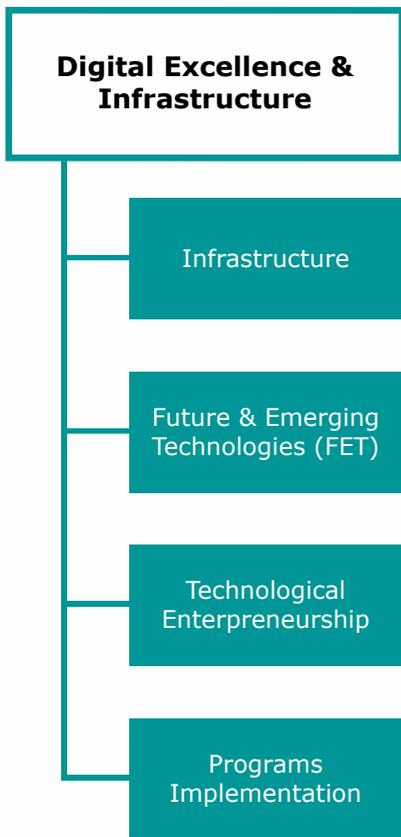 Digital Excellence &
Infrastructure
Infrastructure
Future & Emerging
Technologies (FET)
Technological
Enterpreneurship
Programs
Implementation